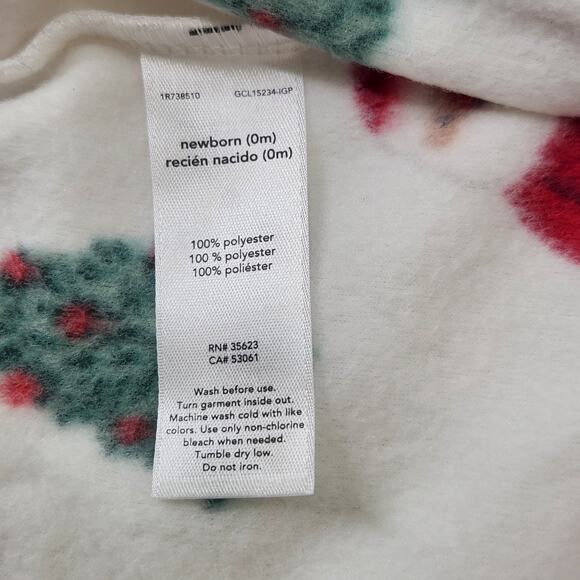 1R738510 GCL15234-IGP
newborn (0m)
recién nacido (0m)
100% polyester
100 % polyester
100% poliéster
RN# 35623
CA# 53061
Wash before use.
Turn garment inside out.
Machine wash cold with like
colors. Use only non-chlorine
bleach when needed.
Tumble dry low.
Do not iron.